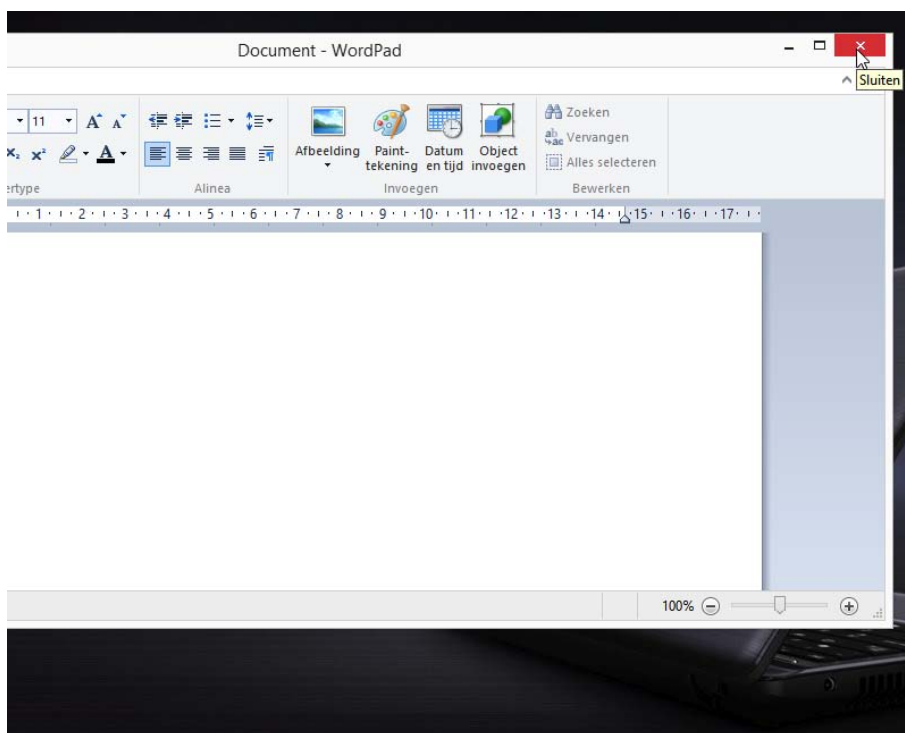 Document - WordPad
Sluiten
11
Zoeken
Vervangen
Alles selecteren
Afbeelding
Paint-
tekening
Datum
en tijd
Object
invoegen
ertype
Alinea
Invoegen
Bewerken
1 2 3 4 5 6 7 8 9 10 11 12 13 14 15 16 17
100%